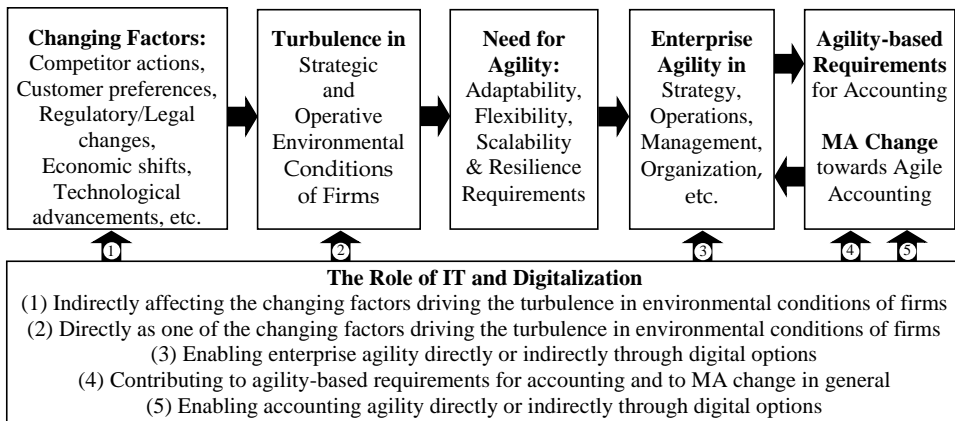 Changing Factors:
Competitor actions,
Customer preferences,
Regulatory/Legal
changes,
Economic shifts,
Technological
advancements, etc.
Turbulence in
Strategic
and
Operative
Environmental
Conditions
of Firms
Need for
Agility:
Adaptability,
Flexibility,
Scalability
& Resilience
Requirements
Enterprise
Agility in
Strategy,
Operations,
Management,
Organization,
etc.
Agility-based
Requirements
for Accounting
MA Change
towards Agile
Accounting
1
2
3
4
5
The Role of IT and Digitalization
(1) Indirectly affecting the changing factors driving the turbulence in environmental conditions of firms
(2) Directly as one of the changing factors driving the turbulence in environmental conditions of firms
(3) Enabling enterprise agility directly or indirectly through digital options
(4) Contributing to agility-based requirements for accounting and to MA change in general
(5) Enabling accounting agility directly or indirectly through digital options